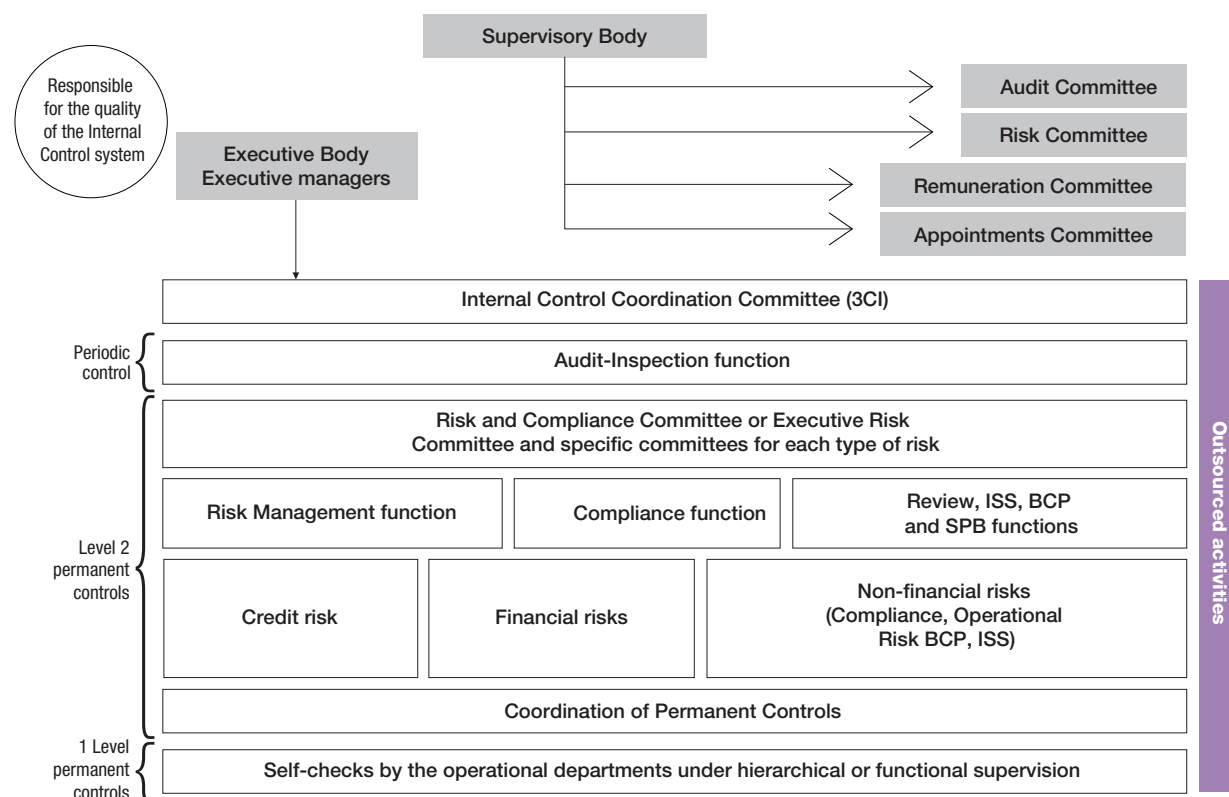 Supervisory Body
Responsible
for the quality
of the Internal
Control system
Audit Committee
Executive Body
Executive managers
Risk Committee
Remuneration Committee
Appointments Committee
Internal Control Coordination Committee (3CI)
Periodic
control
Audit-Inspection function
Risk and Compliance Committee or Executive Risk
Committee and specific committees for each type of risk
Risk Management function
Compliance function
Review, ISS, BCP
and SPB functions
Level 2
permanent
controls
Credit risk
Financial risks
Non-financial risks
(Compliance, Operational
Risk BCP, ISS)
Coordination of Permanent Controls
1 Level
permanent
controls
Self-checks by the operational departments under hierarchical or functional supervision
Outsourced activities